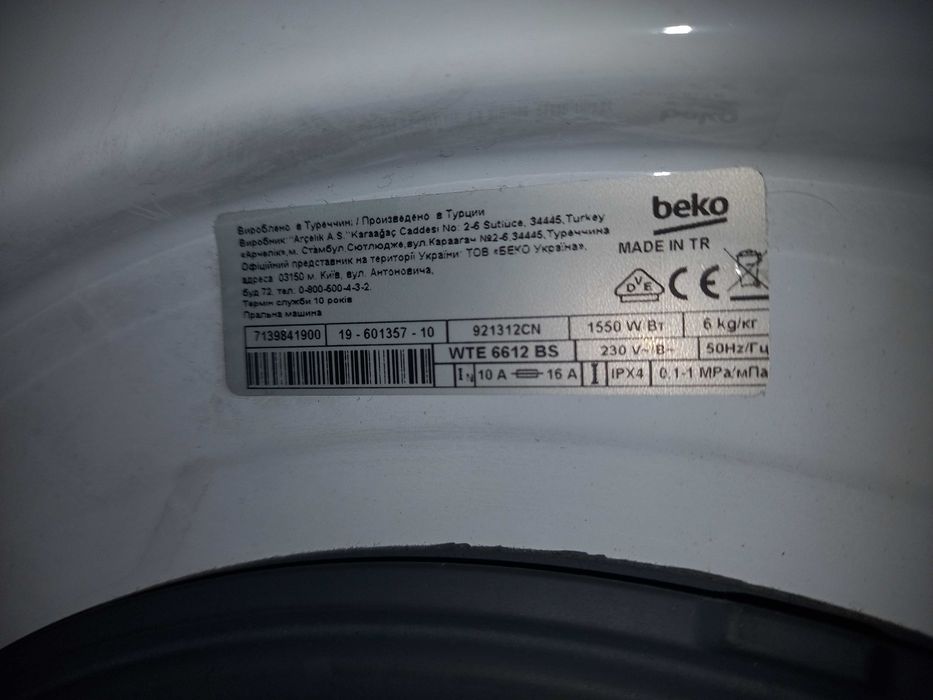 beko
MADE IN TR
Вироблено в Туреччині / Произведено в Турции
Виробник: "Arçelik A.S." Karaağaç Caddesi No: 2-6 Sutluce, 34445, Turkey
«Арчелік», м. Стамбул, Сютлюдже, вул. Караагач №2-6, 34445, Туреччина
Офіційний представник на території України: ТОВ «БЕКО Україна»,
адреса 03150 м. Київ, вул. Антоновича,
буд 72, тел. 0-800-500-4-3-2.
Термін служби 10 років
Пральна машина
DVE CE
7139841900 19 - 601357 - 10 921312CN 1550 W/Вт 6 kg/кг
WTE 6612 BS 230 V~ В~ 50Hz/Гц
IN 10 A 16 A I IPX4 0.1-1 MPa/мПа